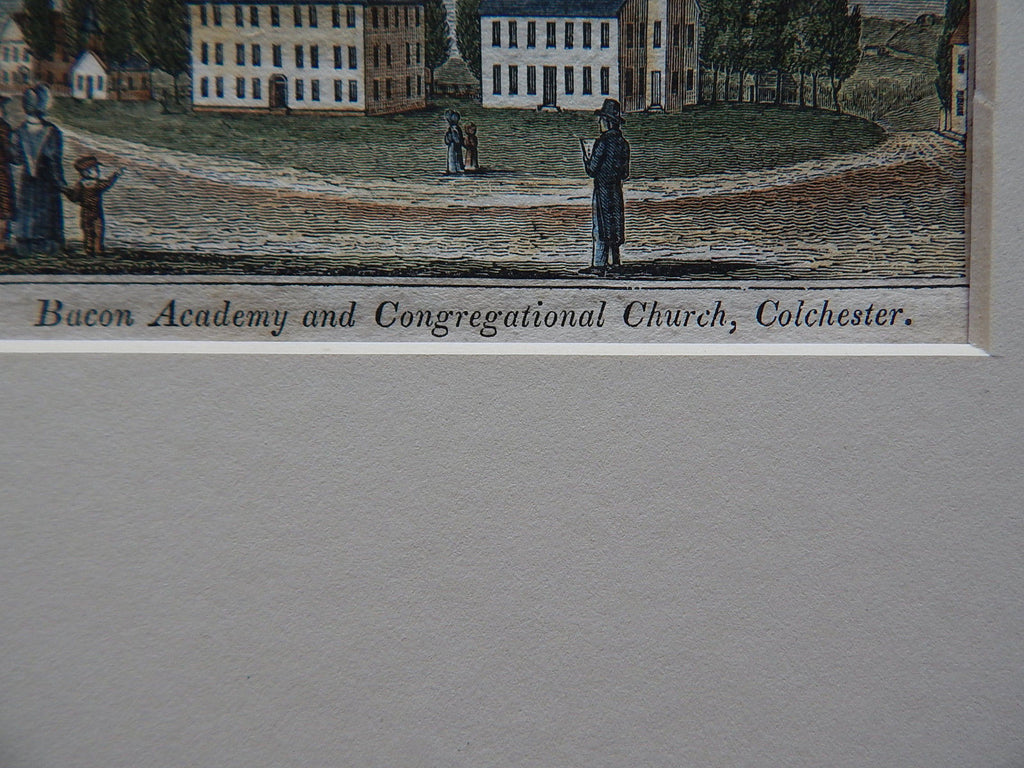 Bacon Academy and Congregational Church, Colchester.